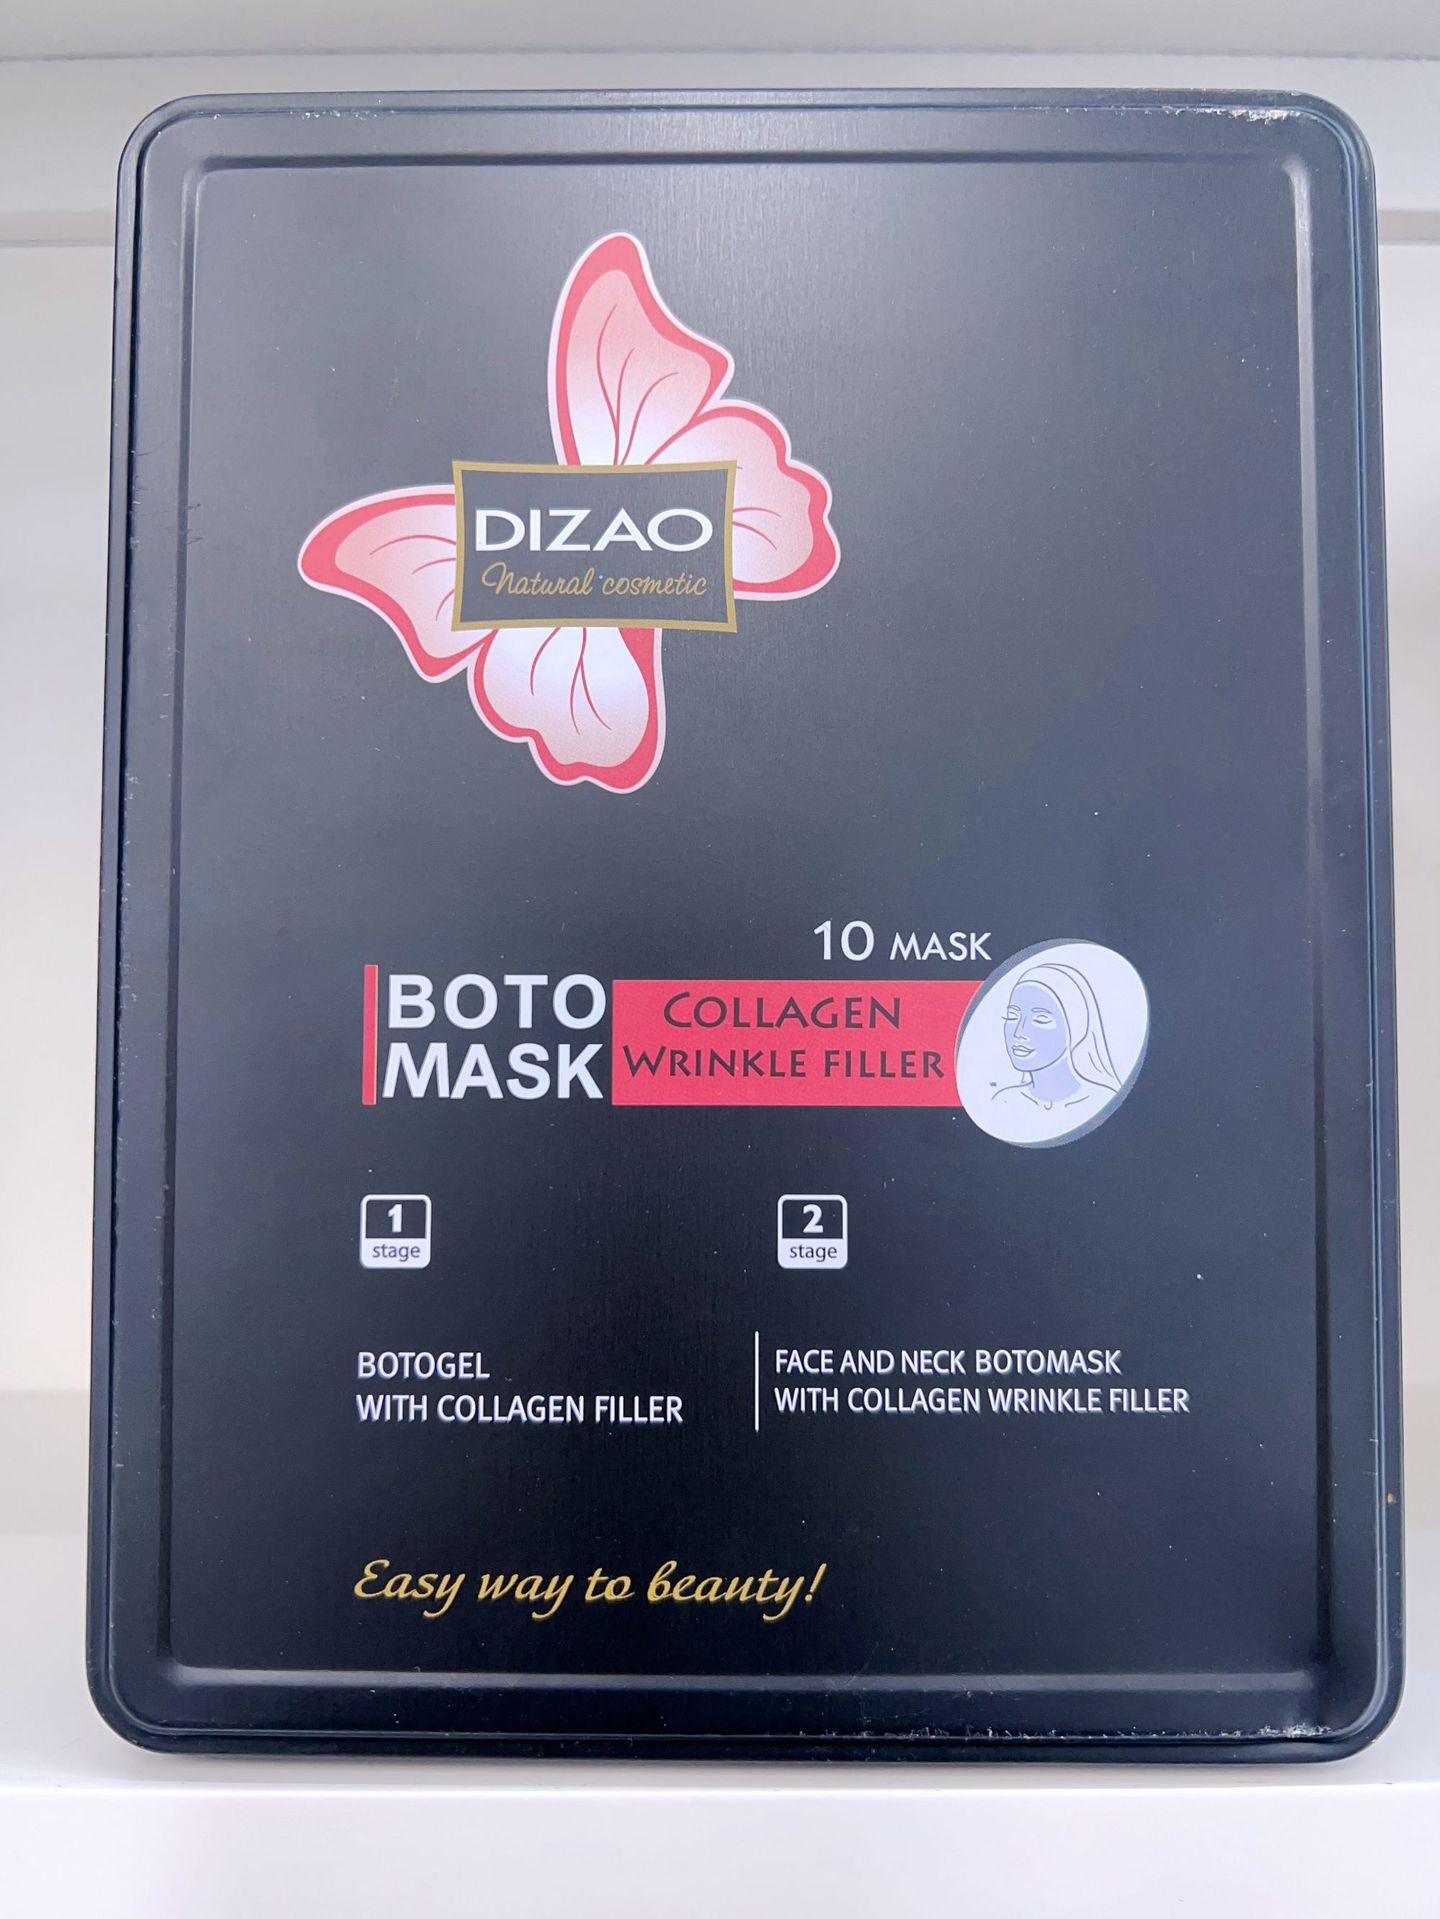 DIZAO
Natural cosmetic
10 MASK
BOTO
MASK
COLLAGEN
WRINKLE FILLER
1
stage
2
stage
BOTOGEL
WITH COLLAGEN FILLER
FACE AND NECK BOTOMASK
WITH COLLAGEN WRINKLE FILLER
Easy way to beauty!